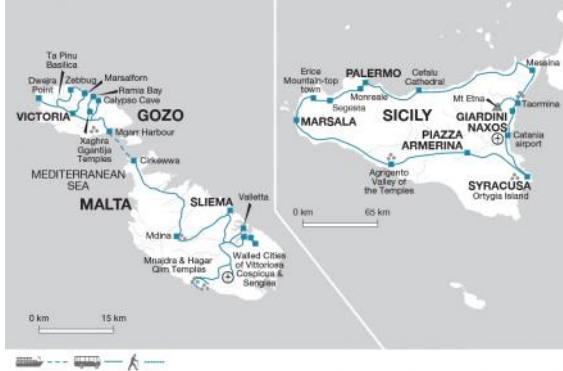 Ta Pinu
Basilica
Dwejra
Point
Zebbug
Marsalforn
Ramla Bay
Calypso Cave
VICTORIA
GOZO
Xaghra
Ggantija
Temples
Mgarr Harbour
Cirkewwa
MEDITERRANEAN
SEA
MALTA
SLIEMA
Valletta
Mdina
Mnajdra & Hagar
Qim Temples
Walled Cities
of Vittoriosa
Cospicua &
Senglea
0 km
15 km
Erice
Mountain-top
town
PALERMO
Cefalu
Cathedral
Messina
Monreale
Segesta
MARSALA
SICILY
Mt Etna
Taormina
GIARDINI
NAXOS
Catania
airport
PIAZZA
ARMERINA
Agrigento
Valley of
the Temples
SYRACUSA
Ortygia Island
0 km
65 km